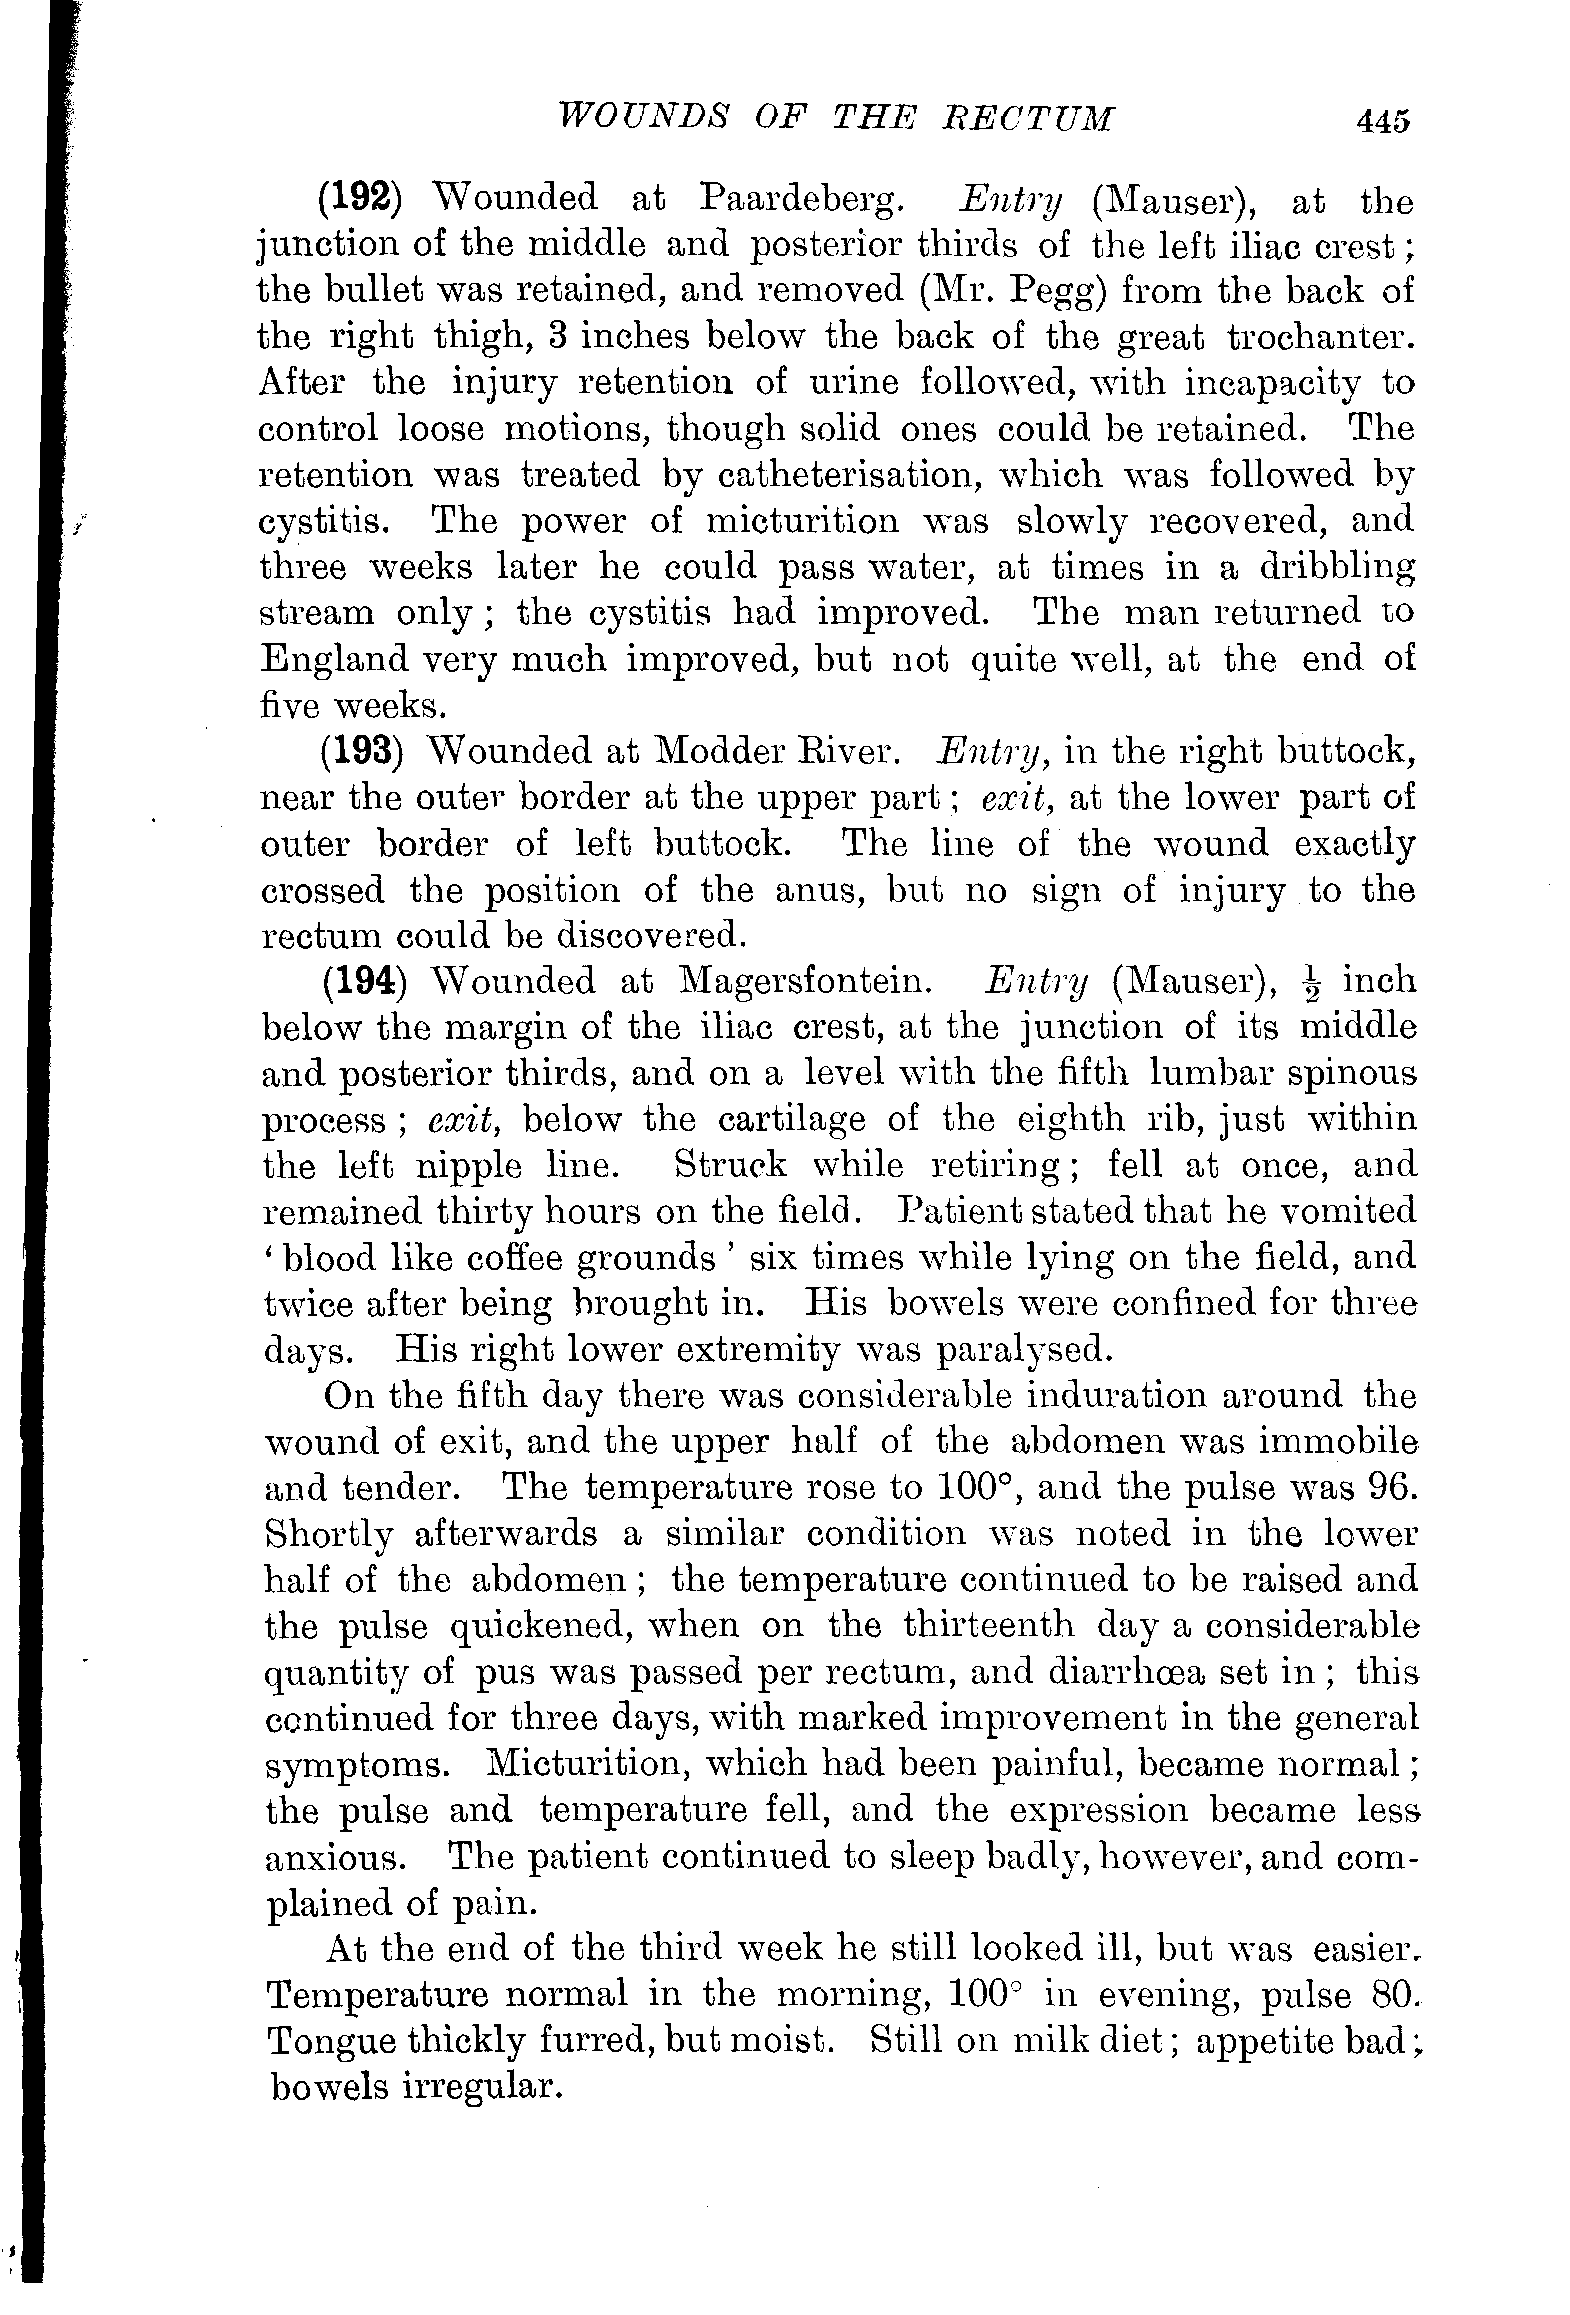 WOUNDS OF THE RECTUM 445
(192) Wounded at Paardeberg. Entry (Mauser), at the
junction of the middle and posterior thirds of the left iliac crest ;
the bullet was retained, and removed (Mr. Pegg) from the back of
the right thigh, 3 inches below the back of the great trochanter.
After the injury retention of urine followed, with incapacity to
control loose motions, though solid ones could be retained. The
retention was treated by catheterisation, which was followed by
cystitis. The power of micturition was slowly recovered, and
three weeks later he could pass water, at times in a dribbling
stream only ; the cystitis had improved. The man returned to
England very much improved, but not quite well, at the end of
five weeks.
(193) Wounded at Modder River. Entry, in the right buttock,
near the outer border at the upper part ; exit, at the lower part of
outer border of left buttock. The line of the wound exactly
crossed the position of the anus, but no sign of injury to the
rectum could be discovered.
(194) Wounded at Magersfontein. Entry (Mauser), ½ inch
below the margin of the iliac crest, at the junction of its middle
and posterior thirds, and on a level with the fifth lumbar spinous
process ; exit, below the cartilage of the eighth rib, just within
the left nipple line. Struck while retiring ; fell at once, and
remained thirty hours on the field. Patient stated that he vomited
‘ blood like coffee grounds ’ six times while lying on the field, and
twice after being brought in. His bowels were confined for three
days. His right lower extremity was paralysed.
On the fifth day there was considerable induration around the
wound of exit, and the upper half of the abdomen was immobile
and tender. The temperature rose to 100°, and the pulse was 96.
Shortly afterwards a similar condition was noted in the lower
half of the abdomen ; the temperature continued to be raised and
the pulse quickened, when on the thirteenth day a considerable
quantity of pus was passed per rectum, and diarrhœa set in ; this
continued for three days, with marked improvement in the general
symptoms. Micturition, which had been painful, became normal ;
the pulse and temperature fell, and the expression became less
anxious. The patient continued to sleep badly, however, and com-
plained of pain.
At the end of the third week he still looked ill, but was easier.
Temperature normal in the morning, 100° in evening, pulse 80.
Tongue thickly furred, but moist. Still on milk diet ; appetite bad ;
bowels irregular.